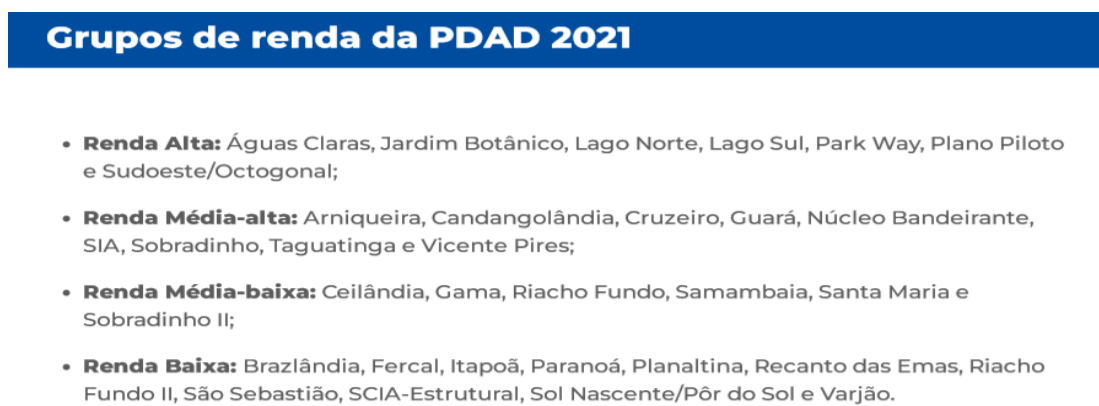 Grupos de renda da PDAD 2021
• Renda Alta: Águas Claras, Jardim Botânico, Lago Norte, Lago Sul, Park Way, Plano Piloto
e Sudoeste/Octogonal;
• Renda Média-alta: Arniqueira, Candangolândia, Cruzeiro, Guará, Núcleo Bandeirante,
SIA, Sobradinho, Taguatinga e Vicente Pires;
• Renda Média-baixa: Ceilândia, Gama, Riacho Fundo, Samambaia, Santa Maria e
Sobradinho II;
• Renda Baixa: Brazlândia, Fercal, Itapoã, Paranoá, Planaltina, Recanto das Emas, Riacho
Fundo II, São Sebastião, SCIA-Estrutural, Sol Nascente/Pôr do Sol e Varjão.